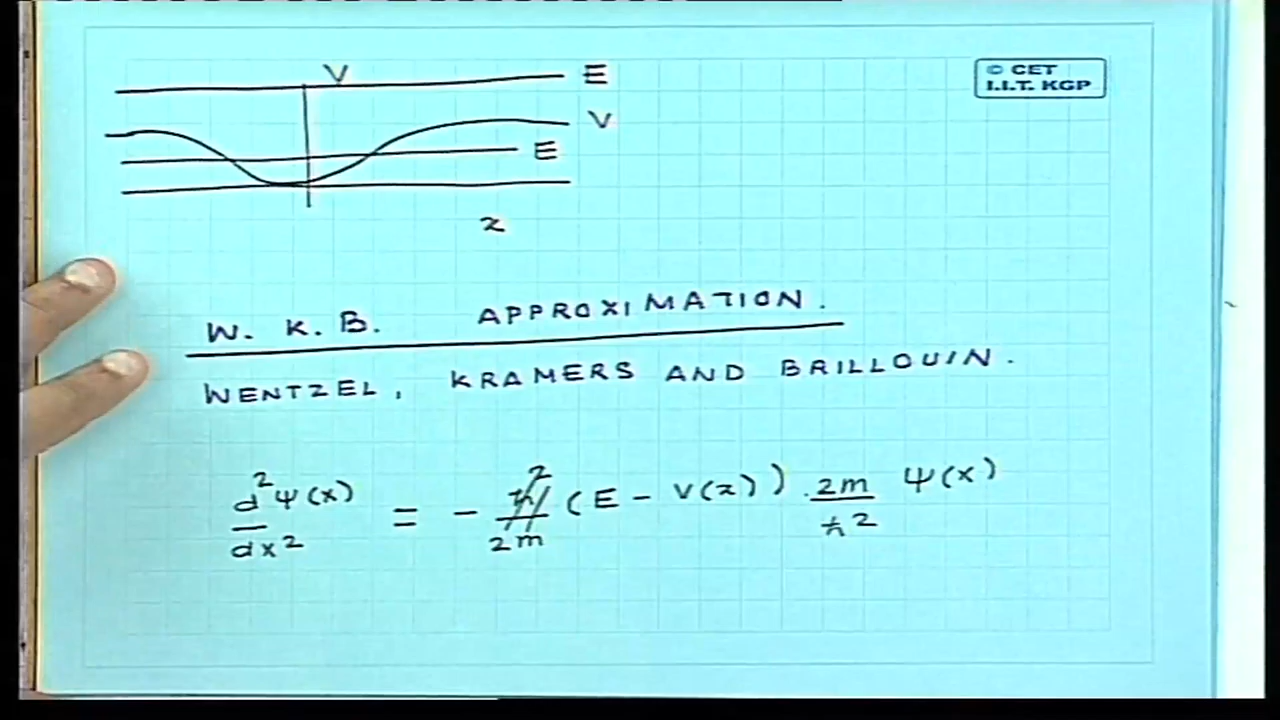 V
E
© CET
I.I.T. KGP
V
E
x
W. K. B. APPROXIMATION.
WENTZEL, KRAMERS AND BRILLOUIN.
d²ψ(x)/dx² = - ħ²/2m (E - V(x)) · 2m/ħ² ψ(x)